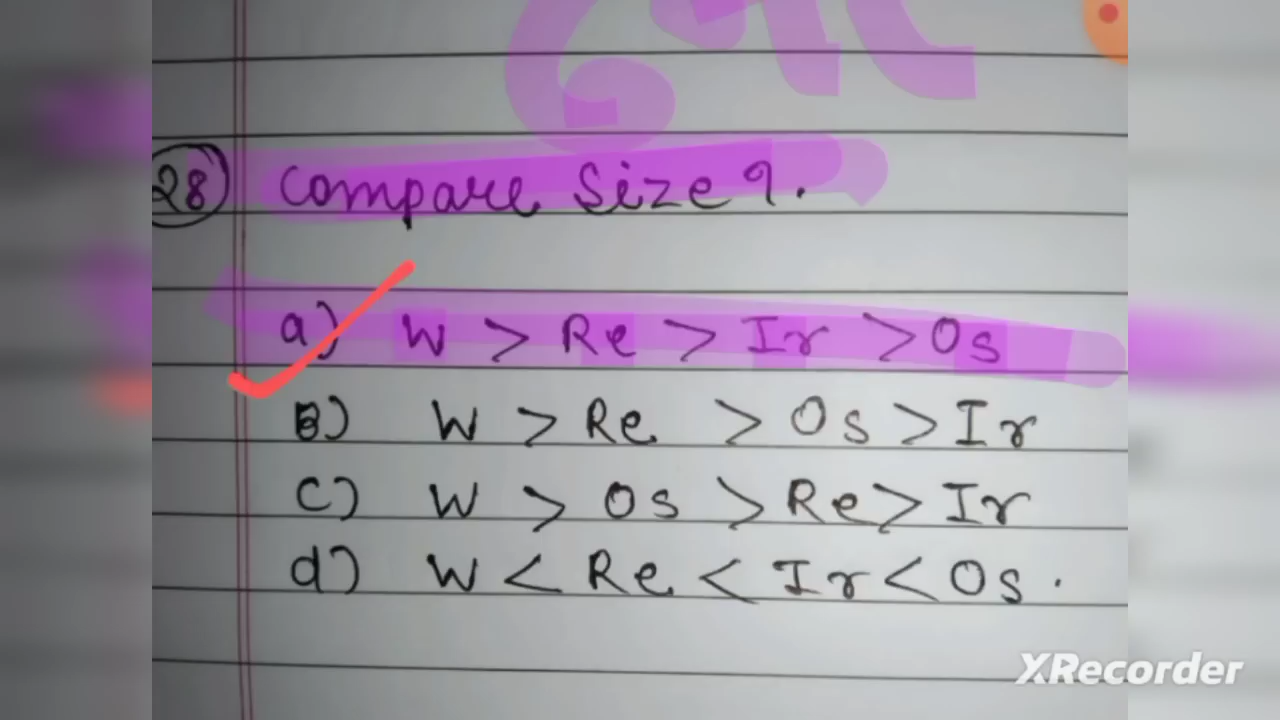 28 Compare Size ?.
a) W > Re > Ir > Os
B) W > Re > Os > Ir
C) W > Os > Re > Ir
d) W < Re < Ir < Os .
XRecorder